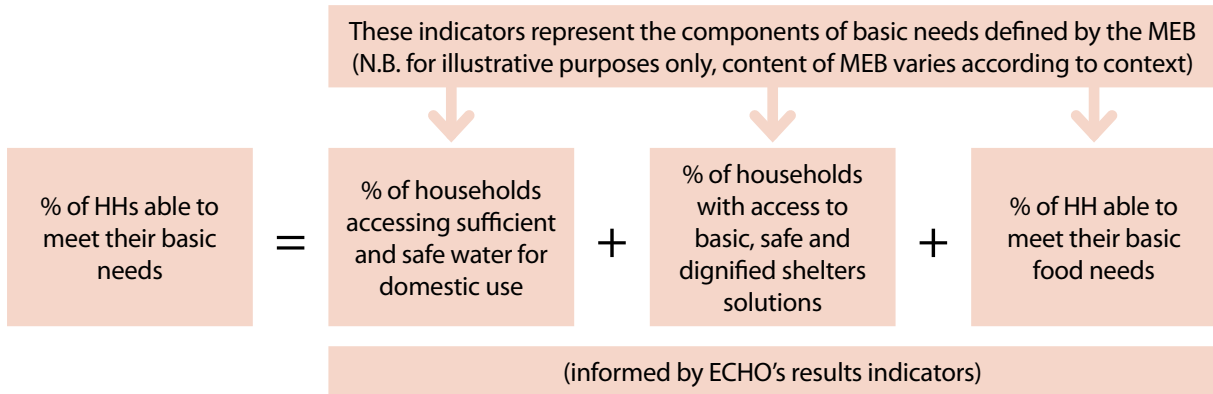 These indicators represent the components of basic needs defined by the MEB
(N.B. for illustrative purposes only, content of MEB varies according to context)
% of HHs able to
meet their basic
needs
=
% of households
accessing sufficient
and safe water for
domestic use
+
% of households
with access to
basic, safe and
dignified shelters
solutions
+
% of HH able to
meet their basic
food needs
(informed by ECHO's results indicators)